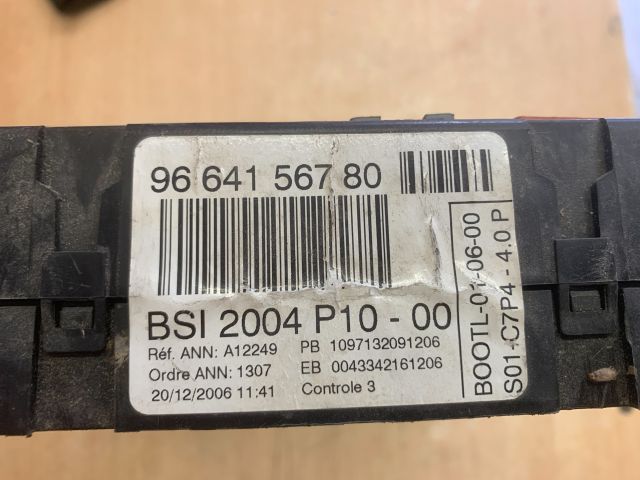 96 641 567 80
BSI 2004 P10 - 00
Réf. ANN: A12249 PB 1097132091206
Ordre ANN: 1307 EB 0043342161206
20/12/2006 11:41 Controle 3
BOOTL-01-06-00
S01-C7P4 - 4.0 P